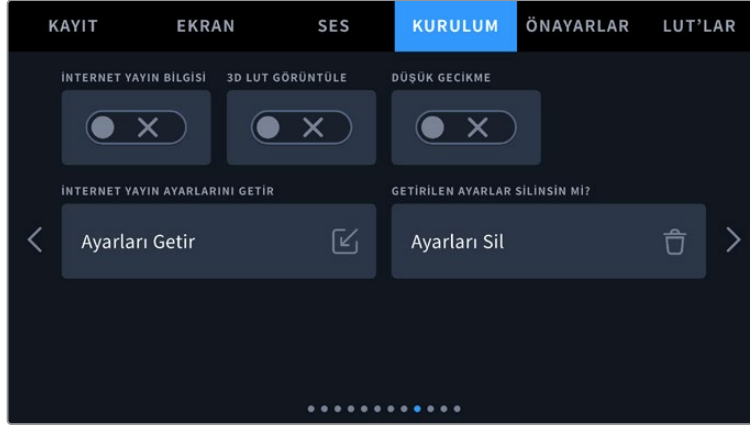 KAYIT EKRAN SES KURULUM ÖNAYARLAR LUT’LAR
İNTERNET YAYIN BİLGİSİ 3D LUT GÖRÜNTÜLE DÜŞÜK GECİKME
İNTERNET YAYIN AYARLARINI GETİR GETİRİLEN AYARLAR SİLİNSİN Mİ?
Ayarları Getir Ayarları Sil